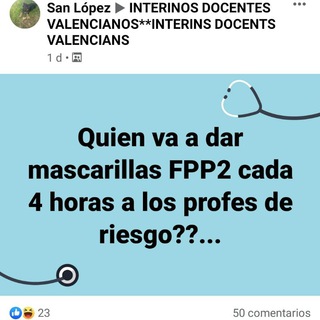 San López ▶ INTERINOS DOCENTES
VALENCIANOS**INTERINS DOCENTS
VALENCIANS
1 d •
Quien va a dar
mascarillas FPP2 cada
4 horas a los profes de
riesgo??...
23
50 comentarios